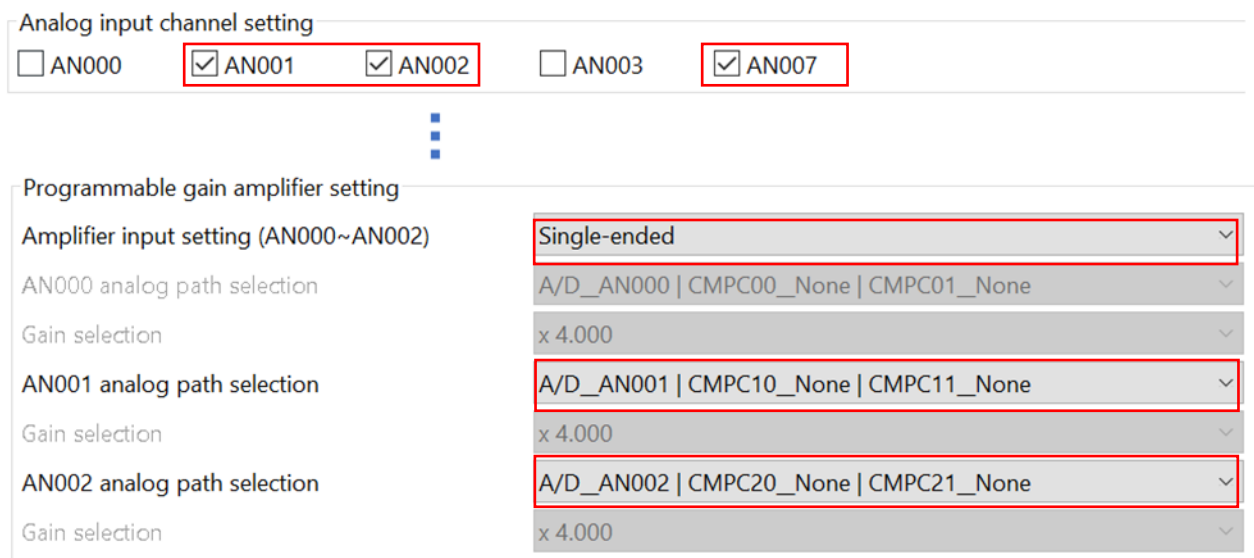 Analog input channel setting
AN000 AN001 AN002 AN003 AN007
Programmable gain amplifier setting
Amplifier input setting (AN000~AN002) Single-ended
AN000 analog path selection A/D__AN000 | CMPC00__None | CMPC01__None
Gain selection x 4.000
AN001 analog path selection A/D__AN001 | CMPC10__None | CMPC11__None
Gain selection x 4.000
AN002 analog path selection A/D__AN002 | CMPC20__None | CMPC21__None
Gain selection x 4.000